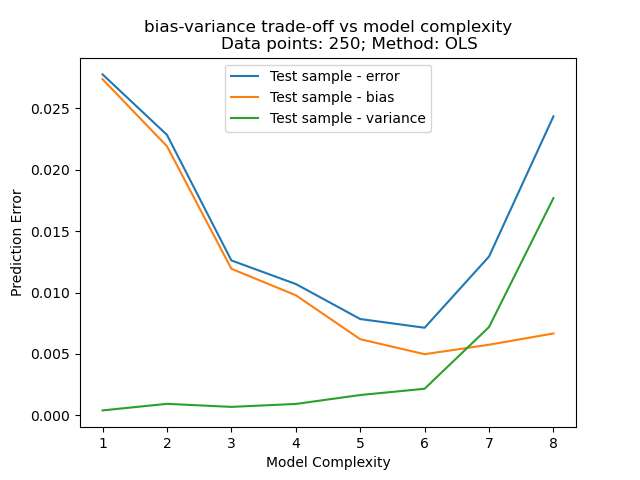 bias-variance trade-off vs model complexity
Data points: 250; Method: OLS
Test sample - error
Test sample - bias
Test sample - variance
Prediction Error
0.025
0.020
0.015
0.010
0.005
0.000
1 2 3 4 5 6 7 8
Model Complexity